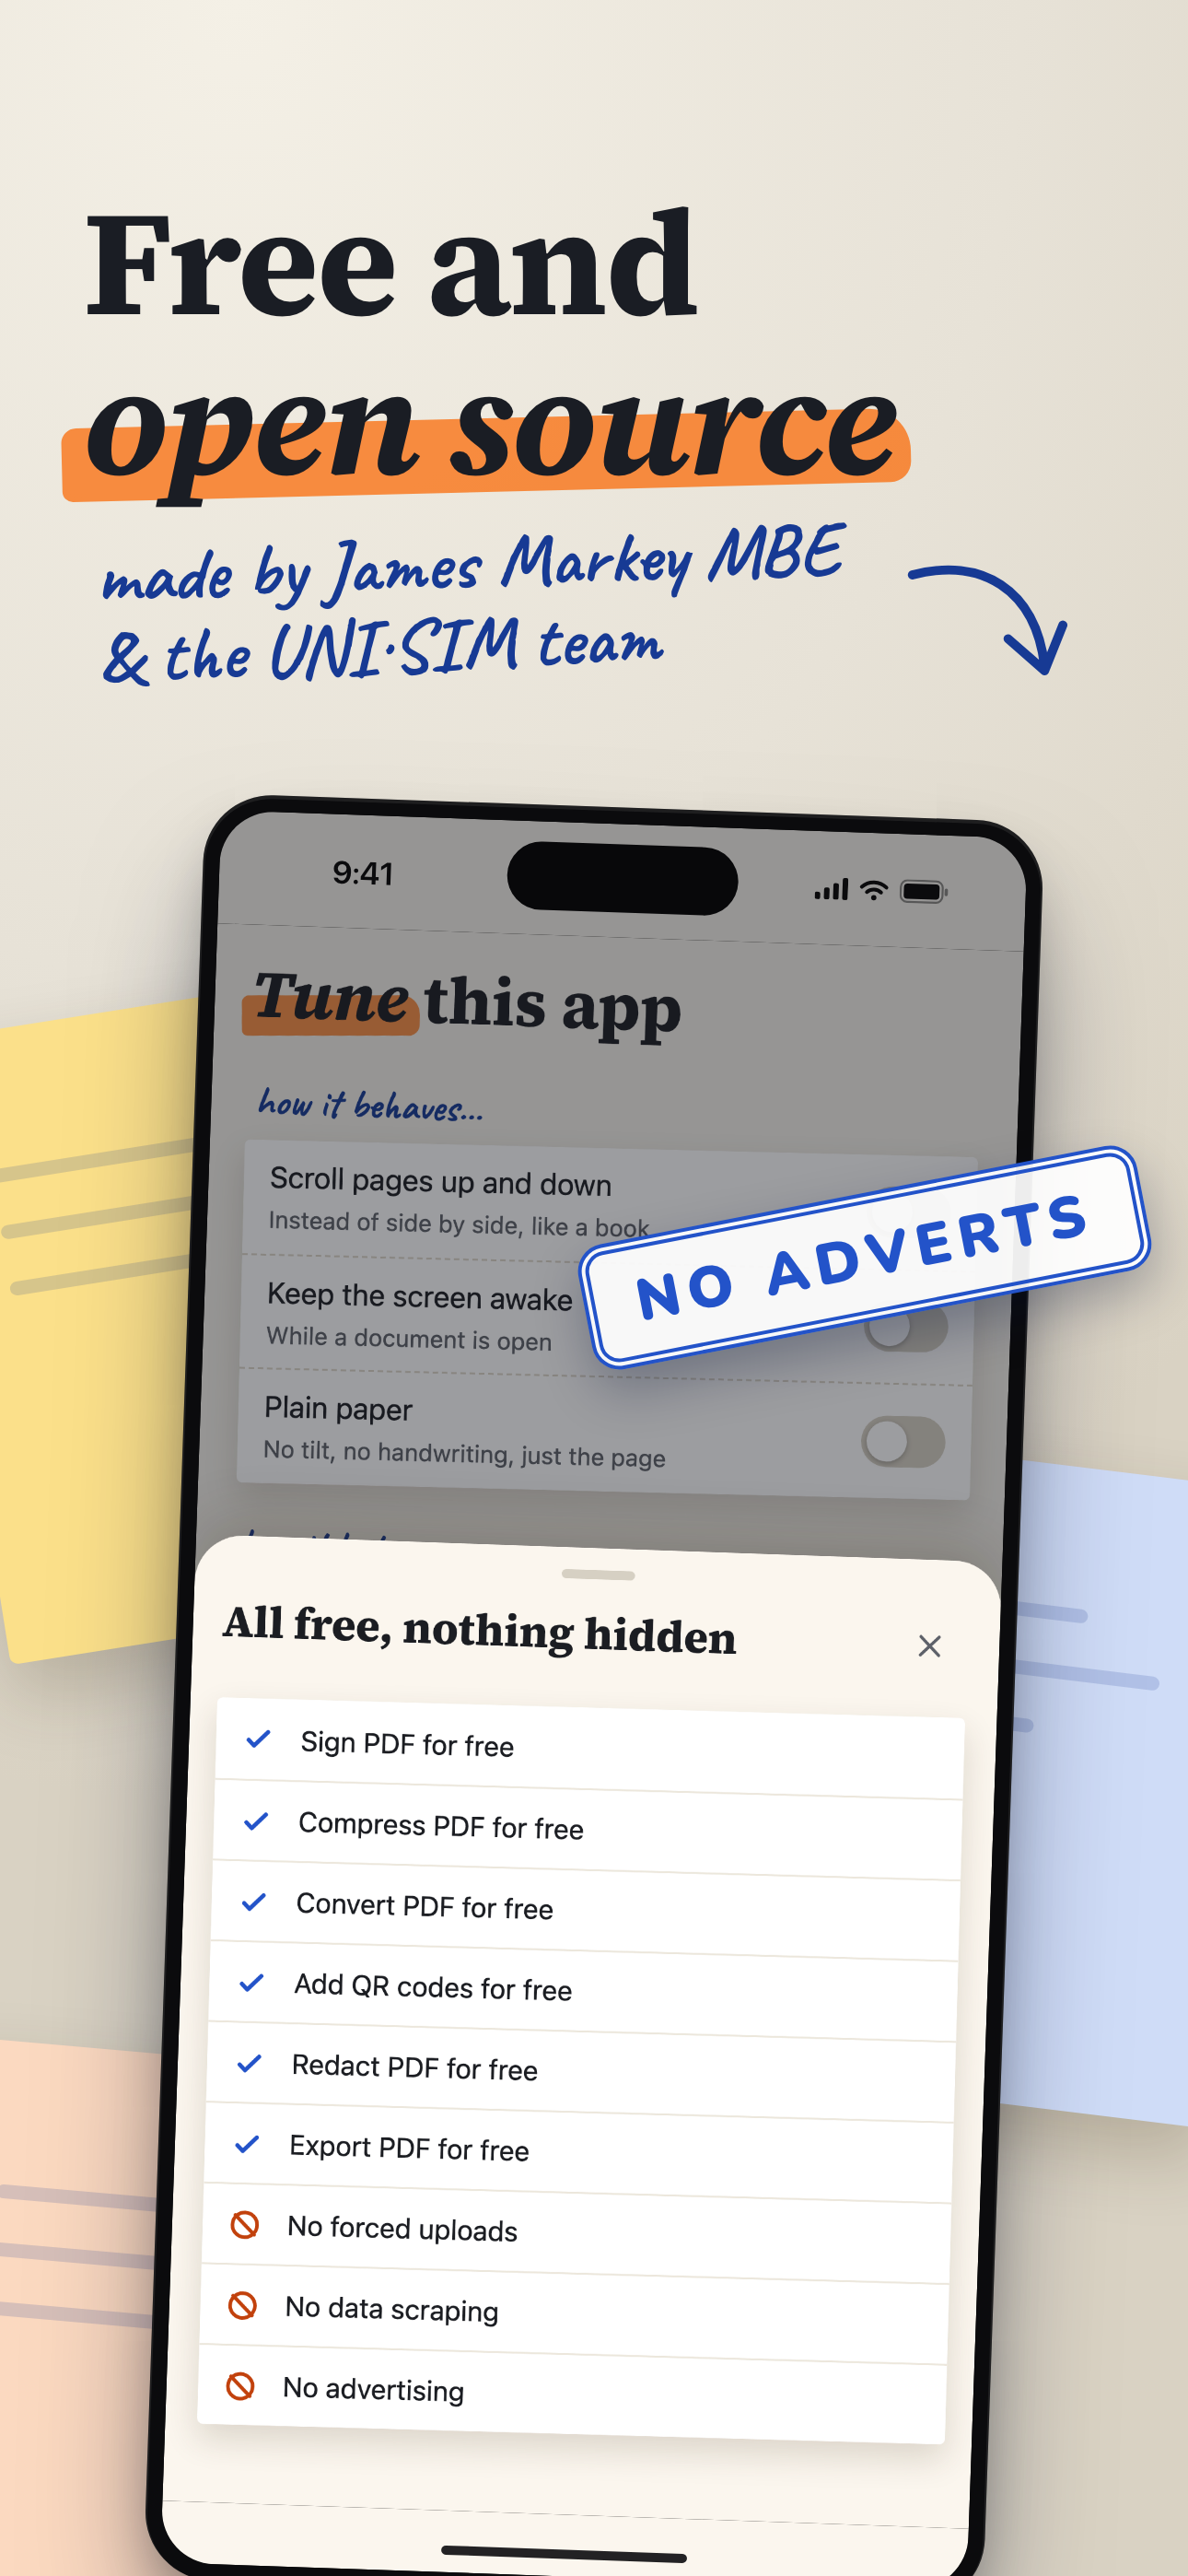 Free and
open source
made by James Markey MBE
& the UNI·SIM team
9:41
Tune this app
how it behaves...
Scroll pages up and down
Instead of side by side, like a book
NO ADVERTS
Keep the screen awake
While a document is open
Plain paper
No tilt, no handwriting, just the page
All free, nothing hidden
Sign PDF for free
Compress PDF for free
Convert PDF for free
Add QR codes for free
Redact PDF for free
Export PDF for free
No forced uploads
No data scraping
No advertising